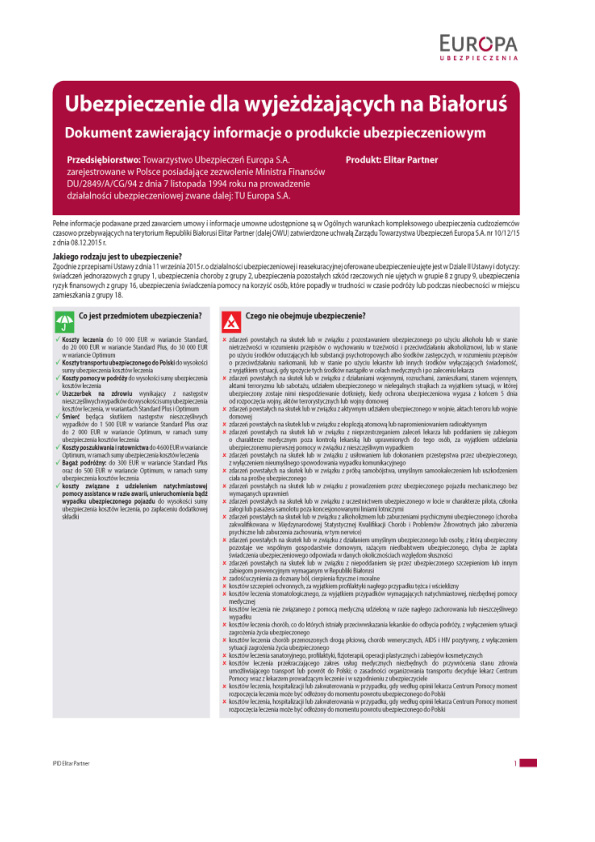 EUROPA
UBEZPIECZENIA
Ubezpieczenie dla wyjeżdżających na Białoruś
Dokument zawierający informacje o produkcie ubezpieczeniowym
Przedsiębiorstwo: Towarzystwo Ubezpieczeń Europa S.A.
zarejestrowane w Polsce posiadające zezwolenie Ministra Finansów
DU/2849/A/CG/94 z dnia 7 listopada 1994 roku na prowadzenie
działalności ubezpieczeniowej zwane dalej: TU Europa S.A.
Produkt: Elitar Partner
Pełne informacje podawane przed zawarciem umowy i informacje umowne udostępnione są w Ogólnych warunkach kompleksowego ubezpieczenia cudzoziemców
czasowo przebywających na terytorium Republiki Białorusi Elitar Partner (dalej OWU) zatwierdzone uchwałą Zarządu Towarzystwa Ubezpieczeń Europa S.A. nr 10/12/15
z dnia 08.12.2015 r.
Jakiego rodzaju jest to ubezpieczenie?
Zgodnie z przepisami Ustawy z dnia 11 września 2015 r. o działalności ubezpieczeniowej i reasekuracyjnej oferowane ubezpieczenie ujęte jest w Dziale II Ustawy i dotyczy:
świadczeń jednorazowych z grupy 1, ubezpieczenia choroby z grupy 2, ubezpieczenia pozostałych szkód rzeczowych nie ujętych w grupie 8 z grupy 9, ubezpieczenia
ryzyk finansowych z grupy 16, ubezpieczenia świadczenia pomocy na korzyść osób, które popadły w trudności w czasie podróży lub podczas nieobecności w miejscu
zamieszkania z grupy 18.
Co jest przedmiotem ubezpieczenia?
✓ Koszty leczenia do 10 000 EUR w wariancie Standard,
do 20 000 EUR w wariancie Standard Plus, do 30 000 EUR
w wariancie Optimum
✓ Koszty transportu ubezpieczonego do Polski do wysokości
sumy ubezpieczenia kosztów leczenia
✓ Koszty pomocy w podróży do wysokości sumy ubezpieczenia
kosztów leczenia
✓ Uszczerbek na zdrowiu wynikający z następstw
nieszczęśliwych wypadków do wysokości sumy ubezpieczenia
kosztów leczenia, w wariantach Standard Plus i Optimum
✓ Śmierć będąca skutkiem następstw nieszczęśliwych
wypadków do 1 500 EUR w wariancie Standard Plus oraz
do 2 000 EUR w wariancie Optimum, w ramach sumy
ubezpieczenia kosztów leczenia
✓ Koszty poszukiwania i ratownictwa do 4600 EUR w wariancie
Optimum, w ramach sumy ubezpieczenia kosztów leczenia
✓ Bagaż podróżny: do 300 EUR w wariancie Standard Plus
oraz do 500 EUR w wariancie Optimum, w ramach sumy
ubezpieczenia kosztów leczenia
✓ koszty związane z udzieleniem natychmiastowej
pomocy assistance w razie awarii, unieruchomienia bądź
wypadku ubezpieczonego pojazdu do wysokości sumy
ubezpieczenia kosztów leczenia, po zapłaceniu dodatkowej
składki
Czego nie obejmuje ubezpieczenie?
✗ zdarzeń powstałych na skutek lub w związku z pozostawaniem ubezpieczonego po użyciu alkoholu lub w stanie
nietrzeźwości w rozumieniu przepisów o wychowaniu w trzeźwości i przeciwdziałaniu alkoholizmowi, lub w stanie
po użyciu środków odurzających lub substancji psychotropowych albo środków zastępczych, w rozumieniu przepisów
o przeciwdziałaniu narkomanii, lub w stanie po użyciu lekarstw lub innych środków wyłączających świadomość,
z wyjątkiem sytuacji, gdy spożycie tych środków nastąpiło w celach medycznych i po zaleceniu lekarza
✗ zdarzeń powstałych na skutek lub w związku z działaniami wojennymi, rozruchami, zamieszkami, stanem wojennym,
aktami terroryzmu lub sabotażu, udziałem ubezpieczonego w nielegalnych strajkach za wyjątkiem sytuacji, w której
ubezpieczony zostaje nimi niespodziewanie dotknięty, kiedy ochrona ubezpieczeniowa wygasa z końcem 5 dnia
od rozpoczęcia wojny, aktów terrorystycznych lub wojny domowej
✗ zdarzeń powstałych na skutek lub w związku z aktywnym udziałem ubezpieczonego w wojnie, aktach terroru lub wojnie
domowej
✗ zdarzeń powstałych na skutek lub w związku z eksplozją atomową lub napromieniowaniem radioaktywnym
✗ zdarzeń powstałych na skutek lub w związku z nieprzestrzeganiem zaleceń lekarza lub poddaniem się zabiegom
o charakterze medycznym poza kontrolą lekarską lub uprawnionych do tego osób, za wyjątkiem udzielania
ubezpieczonemu pierwszej pomocy w związku z nieszczęśliwym wypadkiem
✗ zdarzeń powstałych na skutek lub w związku z usiłowaniem lub dokonaniem przestępstwa przez ubezpieczonego,
z wyłączeniem nieumyślnego spowodowania wypadku komunikacyjnego
✗ zdarzeń powstałych na skutek lub w związku z próbą samobójstwa, umyślnym samookaleczeniem lub uszkodzeniem
ciała na prośbę ubezpieczonego
✗ zdarzeń powstałych na skutek lub w związku z prowadzeniem przez ubezpieczonego pojazdu mechanicznego bez
wymaganych uprawnień
✗ zdarzeń powstałych na skutek lub w związku z uczestnictwem ubezpieczonego w locie w charakterze pilota, członka
załogi lub pasażera samolotu poza koncesjonowanymi liniami lotniczymi
✗ zdarzeń powstałych na skutek lub w związku z alkoholizmem lub zaburzeniami psychicznymi ubezpieczonego (choroba
zakwalifikowana w Międzynarodowej Statystycznej Kwalifikacji Chorób i Problemów Zdrowotnych jako zaburzenia
psychiczne lub zaburzenia zachowania, w tym nerwice)
✗ zdarzeń powstałych na skutek lub w związku z działaniem umyślnym ubezpieczonego lub osoby, z którą ubezpieczony
pozostaje we wspólnym gospodarstwie domowym, rażącym niedbalstwem ubezpieczonego, chyba że zapłata
świadczenia ubezpieczeniowego odpowiada w danych okolicznościach względom słuszności
✗ zdarzeń powstałych na skutek lub w związku z niepoddaniem się przez ubezpieczonego szczepieniom lub innym
zabiegom prewencyjnym wymaganym w Republiki Białorusi
✗ zadośćuczynienia za doznany ból, cierpienia fizyczne i moralne
✗ kosztów szczepień ochronnych, za wyjątkiem profilaktyki nagłego przypadku tężca i wścieklizny
✗ kosztów leczenia stomatologicznego, za wyjątkiem przypadków wymagających natychmiastowej, niezbędnej pomocy
medycznej
✗ kosztów leczenia nie związanego z pomocą medyczną udzieloną w razie nagłego zachorowania lub nieszczęśliwego
wypadku
✗ kosztów leczenia chorób, co do których istniały przeciwwskazania lekarskie do odbycia podróży, z wyłączeniem sytuacji
zagrożenia życia ubezpieczonego
✗ kosztów leczenia chorób przenoszonych drogą płciową, chorób wenerycznych, AIDS i HIV pozytywny, z wyłączeniem
sytuacji zagrożenia życia ubezpieczonego
✗ kosztów leczenia sanatoryjnego, profilaktyki, fizjoterapii, operacji plastycznych i zabiegów kosmetycznych
✗ kosztów leczenia przekraczającego zakres usług medycznych niezbędnych do przywrócenia stanu zdrowia
umożliwiającego transport lub powrót do Polski; o zasadności organizowania transportu decyduje lekarz Centrum
Pomocy wraz z lekarzem prowadzącym leczenie i w uzgodnieniu z ubezpieczycielem
✗ kosztów leczenia, hospitalizacji lub zakwaterowania w przypadku, gdy według opinii lekarza Centrum Pomocy moment
rozpoczęcia leczenia może być odłożony do momentu powrotu ubezpieczonego do Polski
✗ kosztów leczenia, hospitalizacji lub zakwaterowania w przypadku, gdy według opinii lekarza Centrum Pomocy moment
rozpoczęcia leczenia może być odłożony do momentu powrotu ubezpieczonego do Polski
IPID Elitar Partner
1